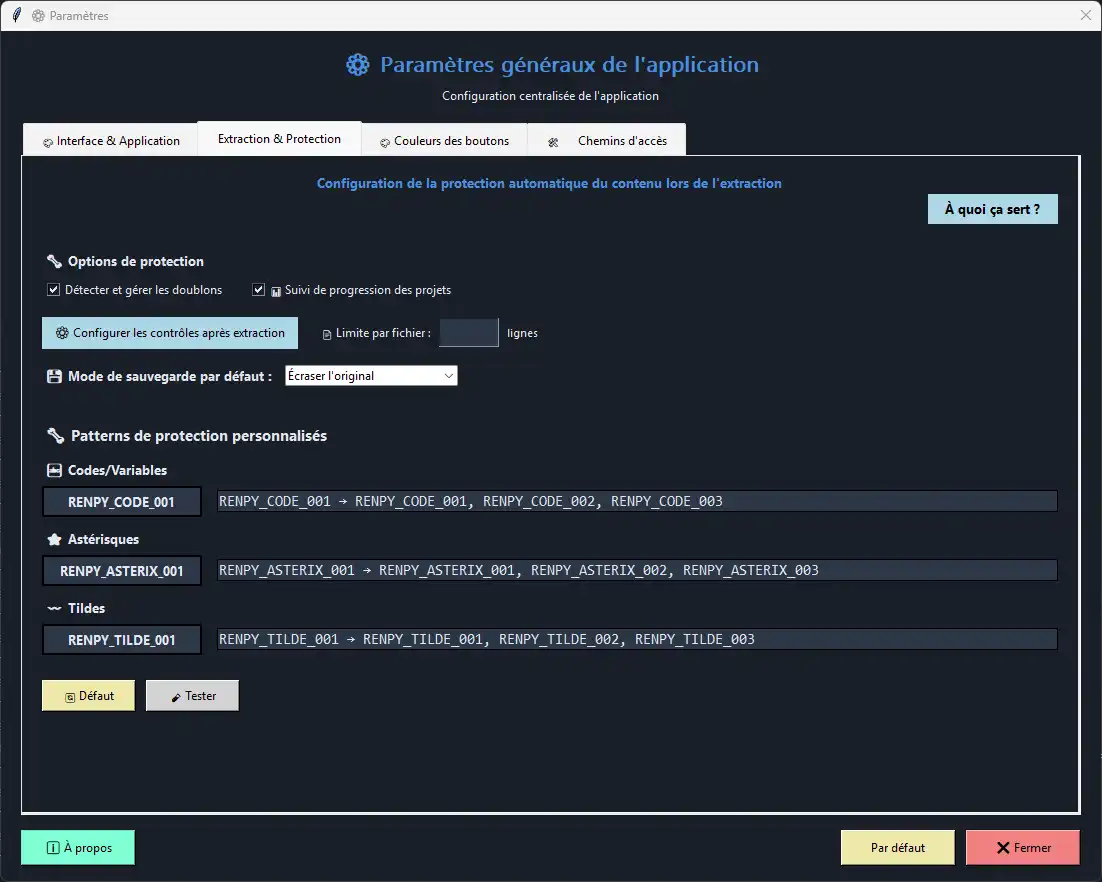 Paramètres
Paramètres généraux de l'application
Configuration centralisée de l'application
Interface & Application
Extraction & Protection
Couleurs des boutons
Chemins d'accès
Configuration de la protection automatique du contenu lors de l'extraction
À quoi ça sert ?
Options de protection
Détecter et gérer les doublons
Suivi de progression des projets
Configurer les contrôles après extraction
Limite par fichier :
lignes
Mode de sauvegarde par défaut :
Écraser l'original
Patterns de protection personnalisés
Codes/Variables
RENPY_CODE_001
RENPY_CODE_001 → RENPY_CODE_001, RENPY_CODE_002, RENPY_CODE_003
Astérisques
RENPY_ASTERIX_001
RENPY_ASTERIX_001 → RENPY_ASTERIX_001, RENPY_ASTERIX_002, RENPY_ASTERIX_003
Tildes
RENPY_TILDE_001
RENPY_TILDE_001 → RENPY_TILDE_001, RENPY_TILDE_002, RENPY_TILDE_003
Défaut
Tester
À propos
Par défaut
Fermer